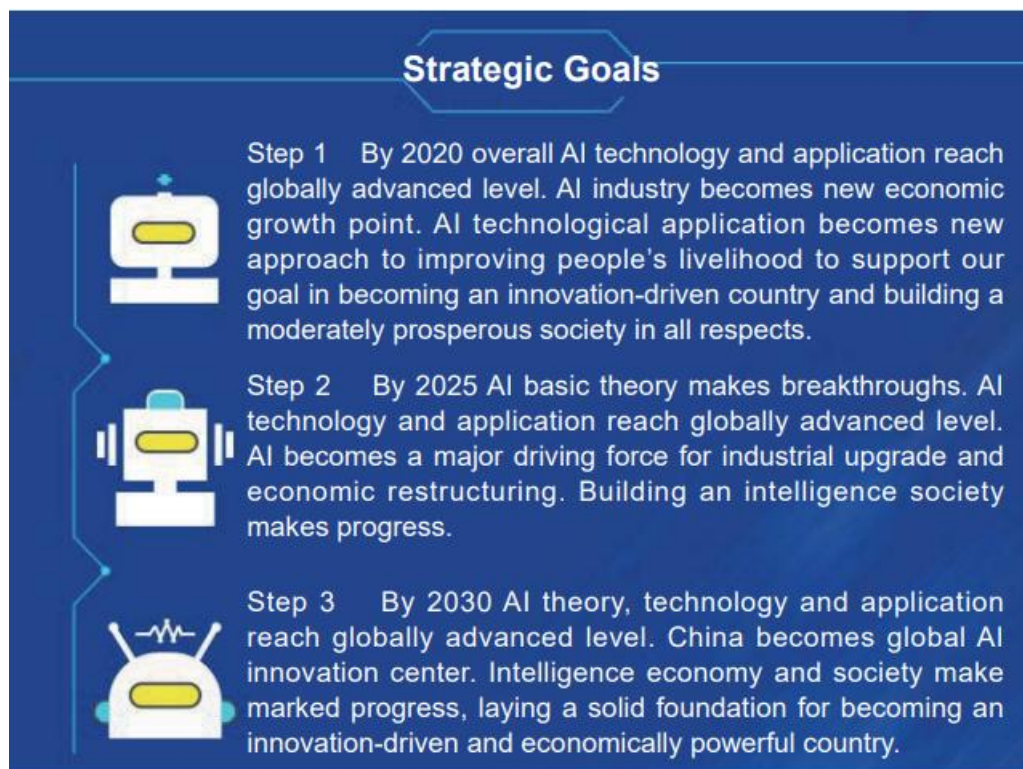 Strategic Goals
Step 1 By 2020 overall AI technology and application reach
globally advanced level. AI industry becomes new economic
growth point. AI technological application becomes new
approach to improving people’s livelihood to support our
goal in becoming an innovation-driven country and building a
moderately prosperous society in all respects.
Step 2 By 2025 AI basic theory makes breakthroughs. AI
technology and application reach globally advanced level.
AI becomes a major driving force for industrial upgrade and
economic restructuring. Building an intelligence society
makes progress.
Step 3 By 2030 AI theory, technology and application
reach globally advanced level. China becomes global AI
innovation center. Intelligence economy and society make
marked progress, laying a solid foundation for becoming an
innovation-driven and economically powerful country.